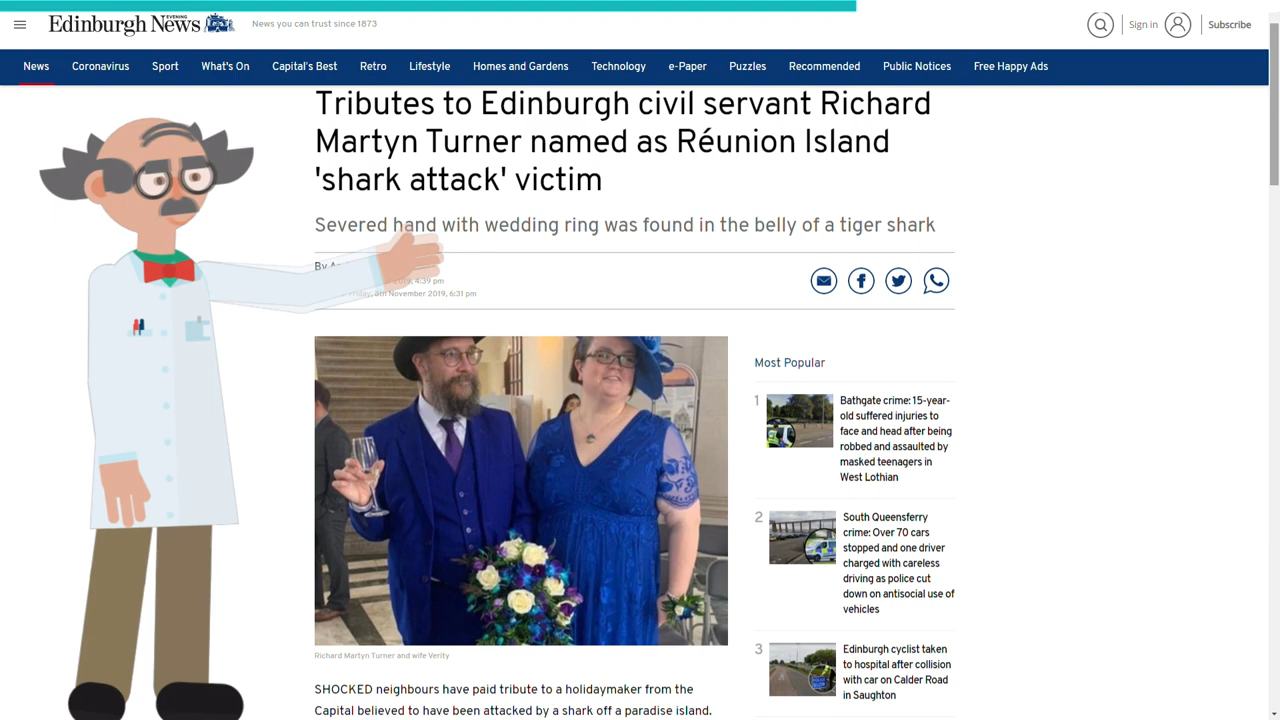 Edinburgh News
EVENING
News you can trust since 1873
Sign in
Subscribe
News
Coronavirus
Sport
What's On
Capital's Best
Retro
Lifestyle
Homes and Gardens
Technology
e-Paper
Puzzles
Recommended
Public Notices
Free Happy Ads
Tributes to Edinburgh civil servant Richard
Martyn Turner named as Réunion Island
'shark attack' victim
Severed hand with wedding ring was found in the belly of a tiger shark
By
4:39 pm
Friday, 8th November 2019, 6:31 pm
Richard Martyn Turner and wife Verity
SHOCKED neighbours have paid tribute to a holidaymaker from the
Capital believed to have been attacked by a shark off a paradise island.
Most Popular
1
Bathgate crime: 15-year-
old suffered injuries to
face and head after being
robbed and assaulted by
masked teenagers in
West Lothian
2
South Queensferry
crime: Over 70 cars
stopped and one driver
charged with careless
driving as police cut
down on antisocial use of
vehicles
3
Edinburgh cyclist taken
to hospital after collision
with car on Calder Road
in Saughton